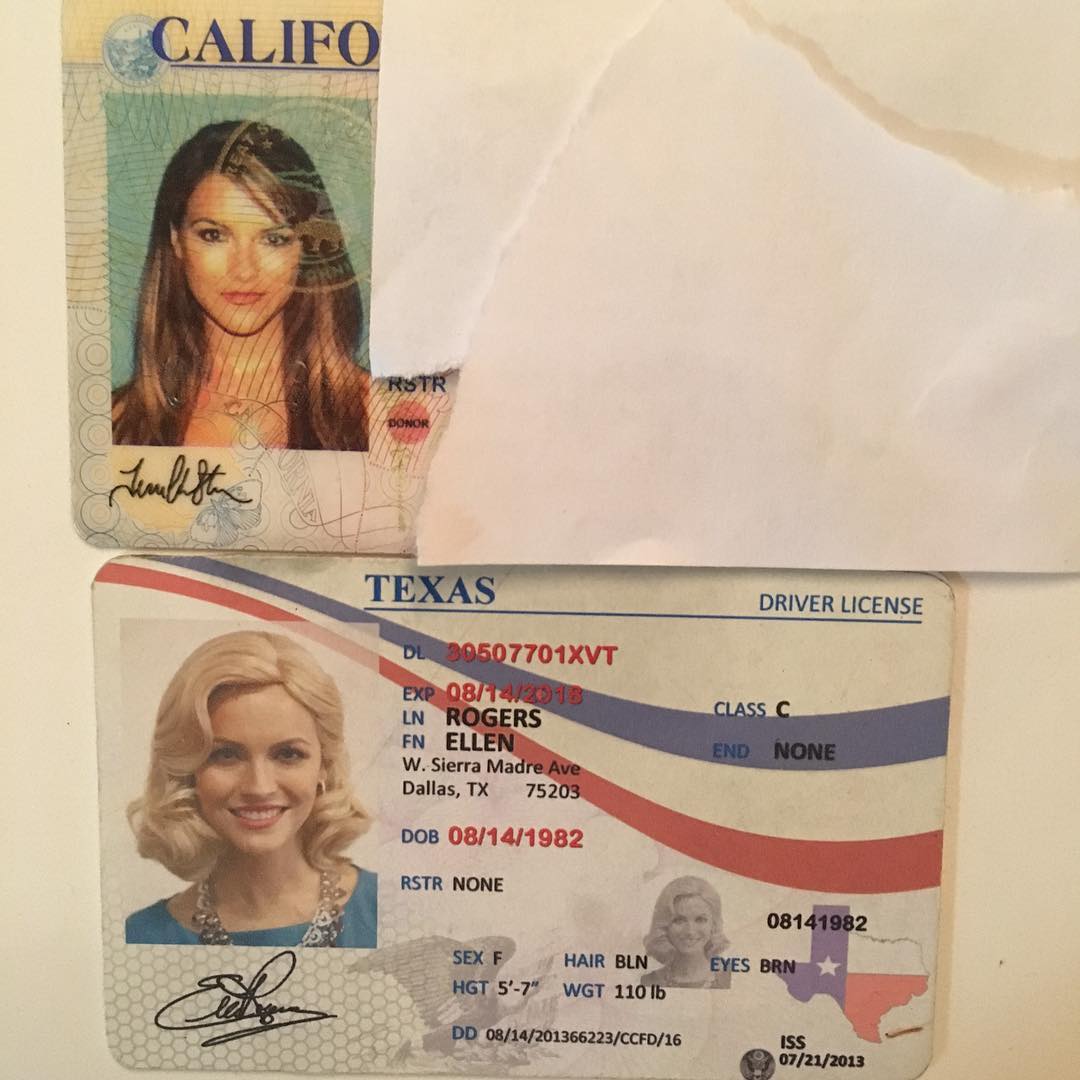 CALIFO
RSTR
DONOR
TEXAS
DRIVER LICENSE
DL 30507701XVT
EXP 08/14/2018
LN ROGERS
FN ELLEN
W. Sierra Madre Ave
Dallas, TX 75203
CLASS C
END NONE
DOB 08/14/1982
RSTR NONE
08141982
SEX F HAIR BLN EYES BRN
HGT 5'-7" WGT 110 lb
DD 08/14/201366223/CCFD/16
ISS
07/21/2013